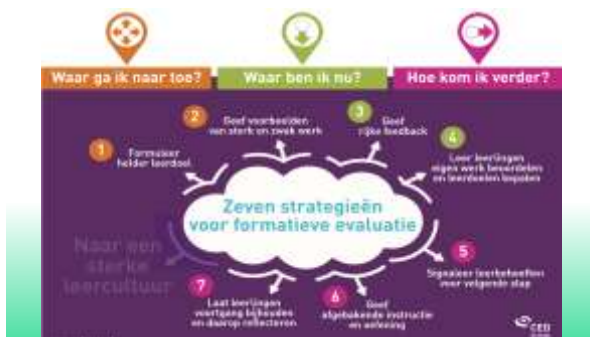 Waar ga ik naar toe?
Waar ben ik nu?
Hoe kom ik verder?
1
Formuleer
helder leerdoel
2
Geef voorbeelden
van sterk en zwak werk
3
Geef
rijke feedback
4
Leer leerlingen
eigen werk beoordelen
en leerdoelen bepalen
Zeven strategieën
voor formatieve evaluatie
5
Signaleer leerbehoeften
voor volgende stap
6
Geef
afgebakende instructie
en oefening
7
Laat leerlingen
voortgang bijhouden
en daarop reflecteren
Naar een
sterke
leercultuur
CED